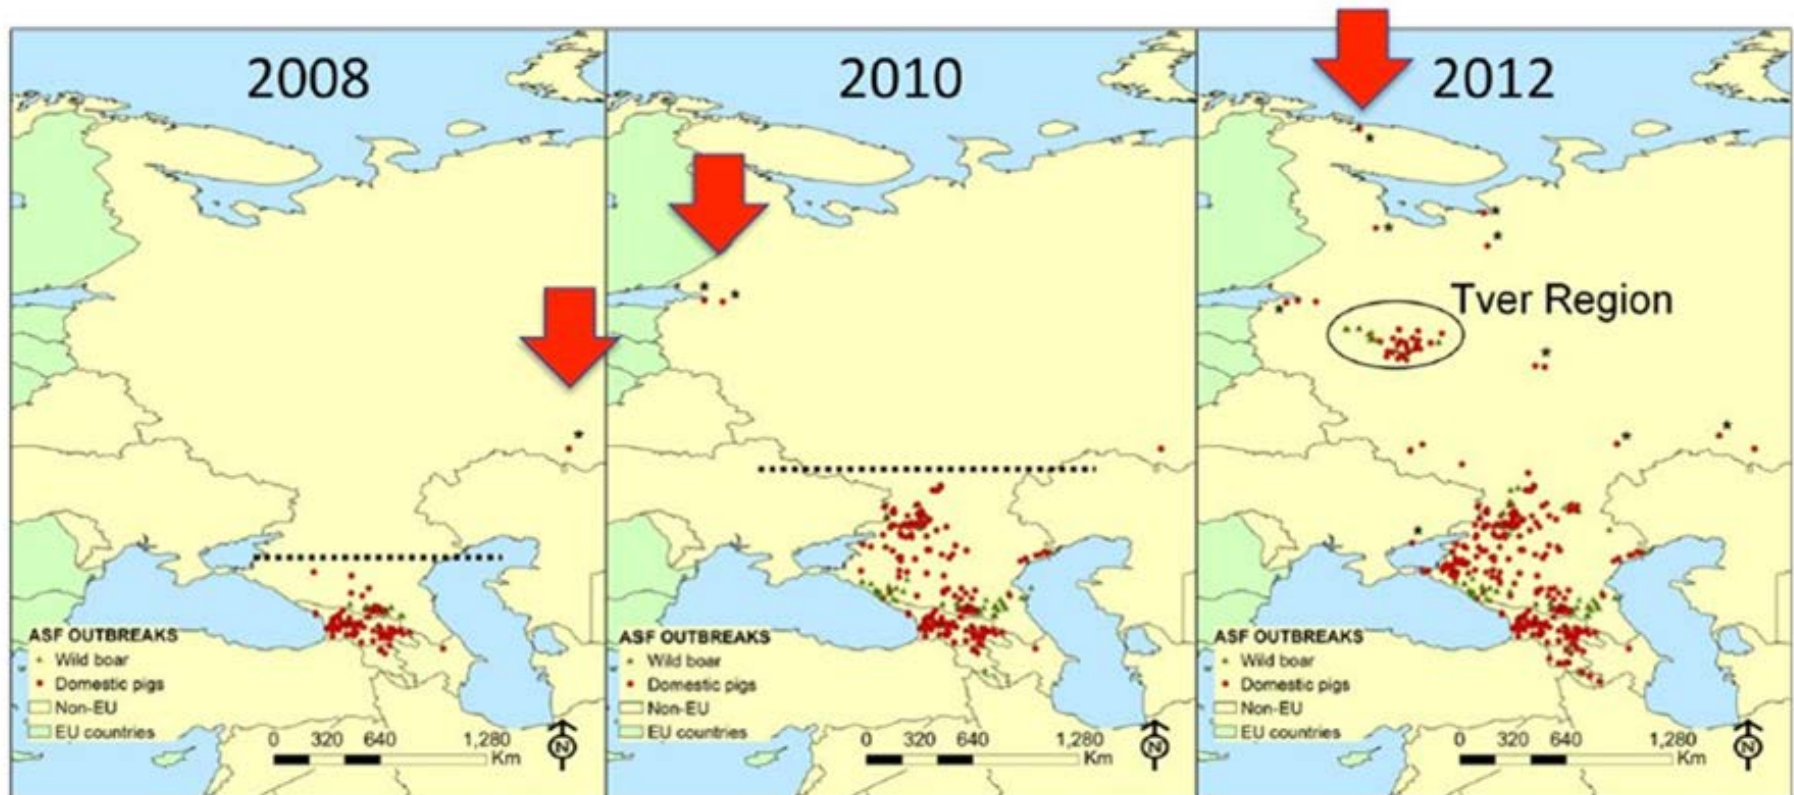 2008
2010
2012
Tver Region
ASF OUTBREAKS
Wild boar
Domestic pigs
Non-EU
EU countries
0 320 640 1,280
Km
N
ASF OUTBREAKS
Wild boar
Domestic pigs
Non-EU
EU countries
0 320 640 1,280
Km
N
ASF OUTBREAKS
Wild boar
Domestic pigs
Non-EU
EU countries
0 320 640 1,280
Km
N